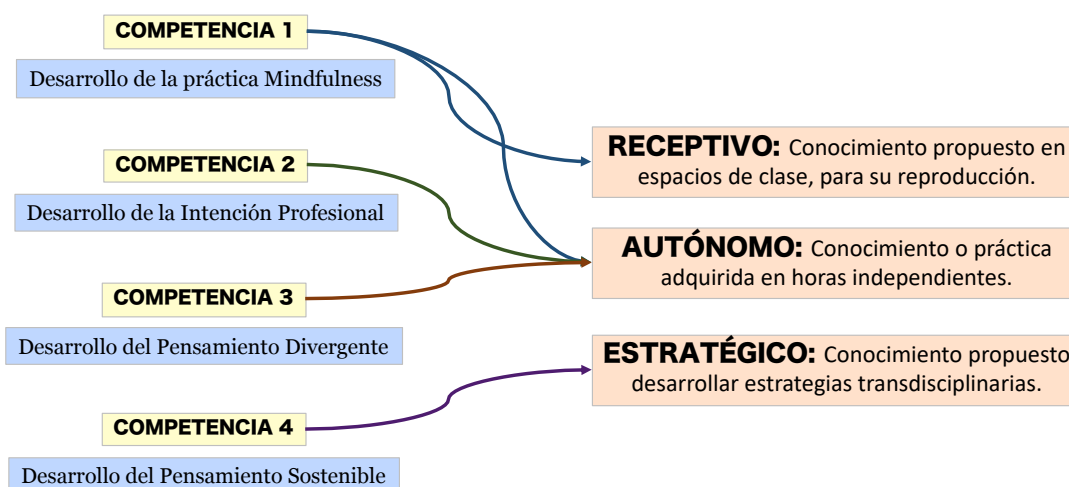 COMPETENCIA 1
Desarrollo de la práctica Mindfulness
COMPETENCIA 2
Desarrollo de la Intención Profesional
COMPETENCIA 3
Desarrollo del Pensamiento Divergente
COMPETENCIA 4
Desarrollo del Pensamiento Sostenible
RECEPTIVO: Conocimiento propuesto en
espacios de clase, para su reproducción.
AUTÓNOMO: Conocimiento o práctica
adquirida en horas independientes.
ESTRATÉGICO: Conocimiento propuesto
desarrollar estrategias transdisciplinarias.